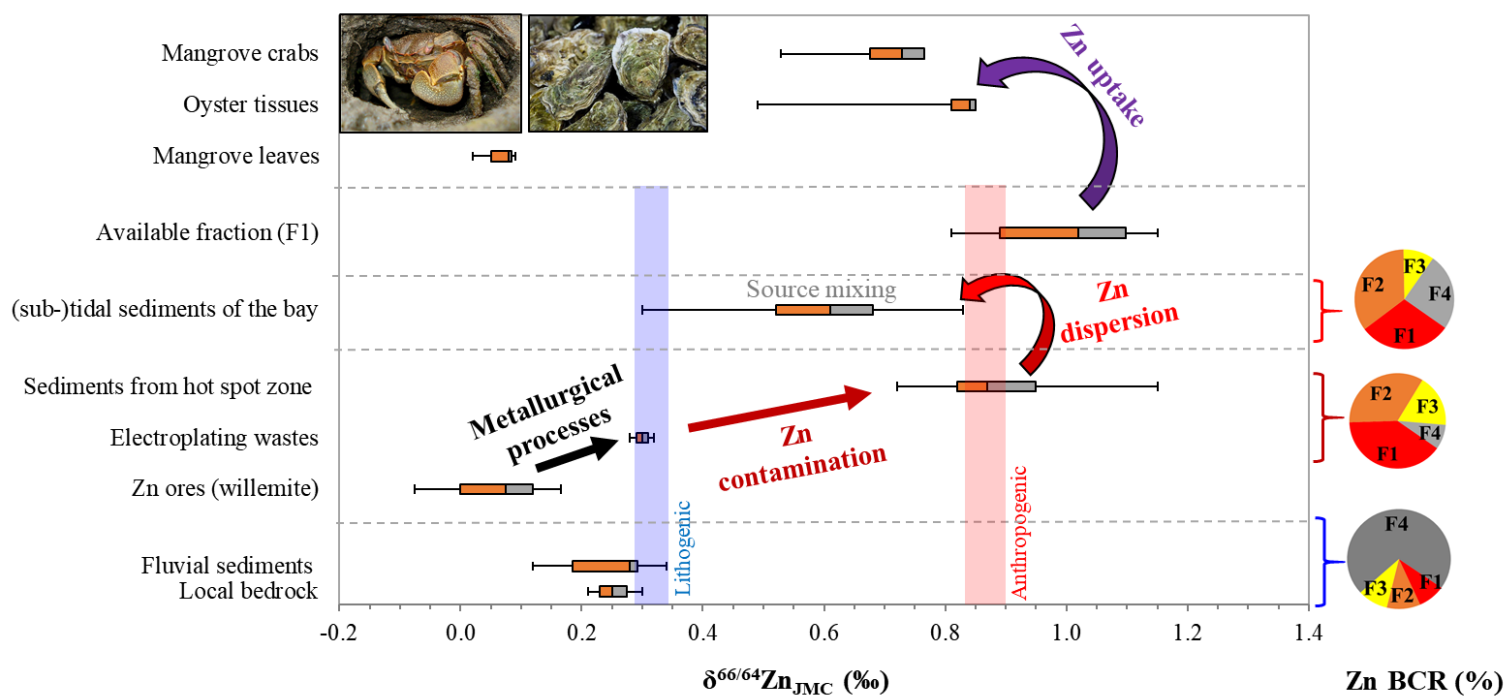 Mangrove crabs
Oyster tissues
Mangrove leaves
Available fraction (F1)
(sub-)tidal sediments of the bay
Sediments from hot spot zone
Electroplating wastes
Zn ores (willemite)
Fluvial sediments
Local bedrock
Zn uptake
Source mixing
Zn
dispersion
Metallurgical
processes
Zn
contamination
Lithogenic
Anthropogenic
F3
F2
F4
F1
F2
F3
F4
F1
F4
F1
F3
F2
-0.2 0.0 0.2 0.4 0.6 0.8 1.0 1.2 1.4
δ66/64ZnJMC (‰)
Zn BCR (%)